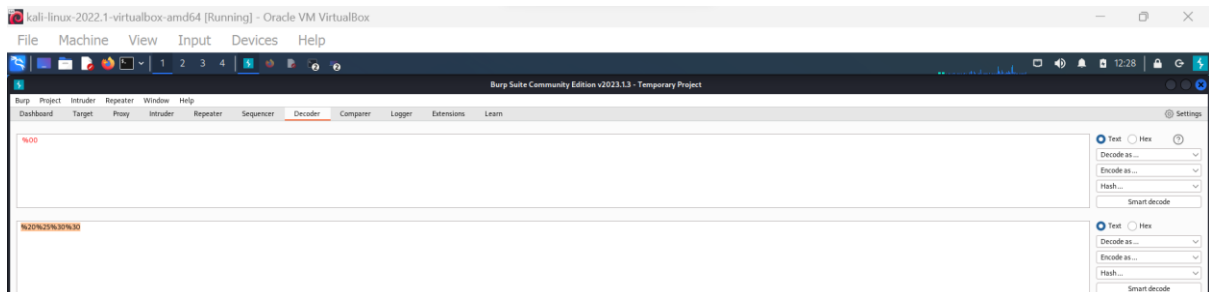 kali-linux-2022.1-virtualbox-amd64 [Running] - Oracle VM VirtualBox
File Machine View Input Devices Help
1 2 3 4 12:28
Burp Suite Community Edition v2023.1.3 - Temporary Project
Burp Project Intruder Repeater Window Help
Dashboard Target Proxy Intruder Repeater Sequencer Decoder Comparer Logger Extensions Learn Settings
%00
Text Hex
Decode as ...
Encode as ...
Hash ...
Smart decode
%20%25%30%30
Text Hex
Decode as ...
Encode as ...
Hash ...
Smart decode